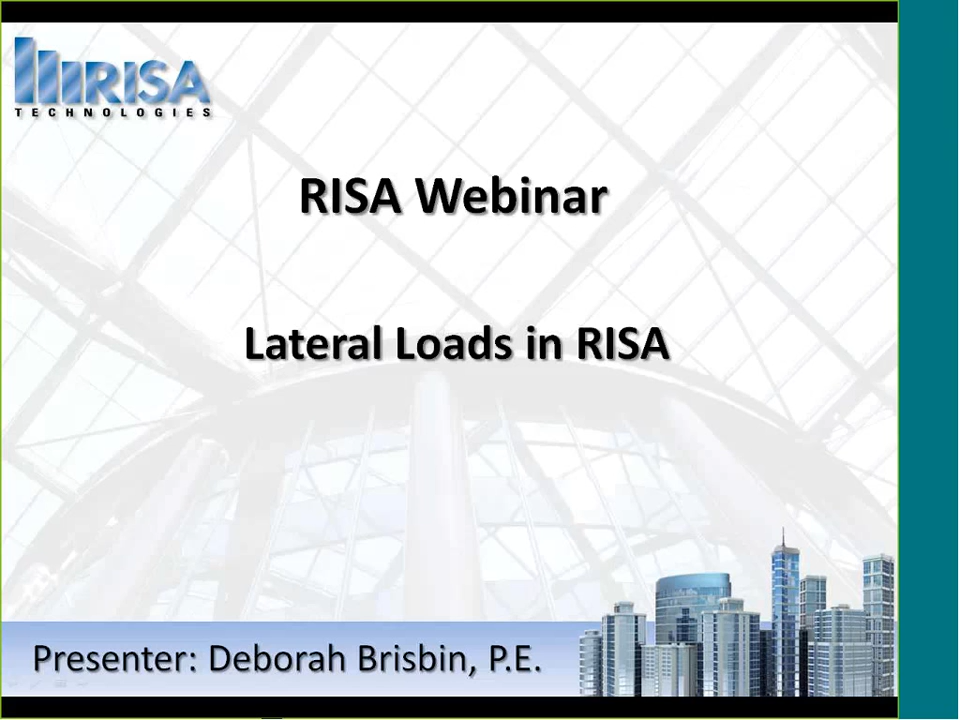 RISA
TECHNOLOGIES
RISA Webinar
Lateral Loads in RISA
Presenter: Deborah Brisbin, P.E.